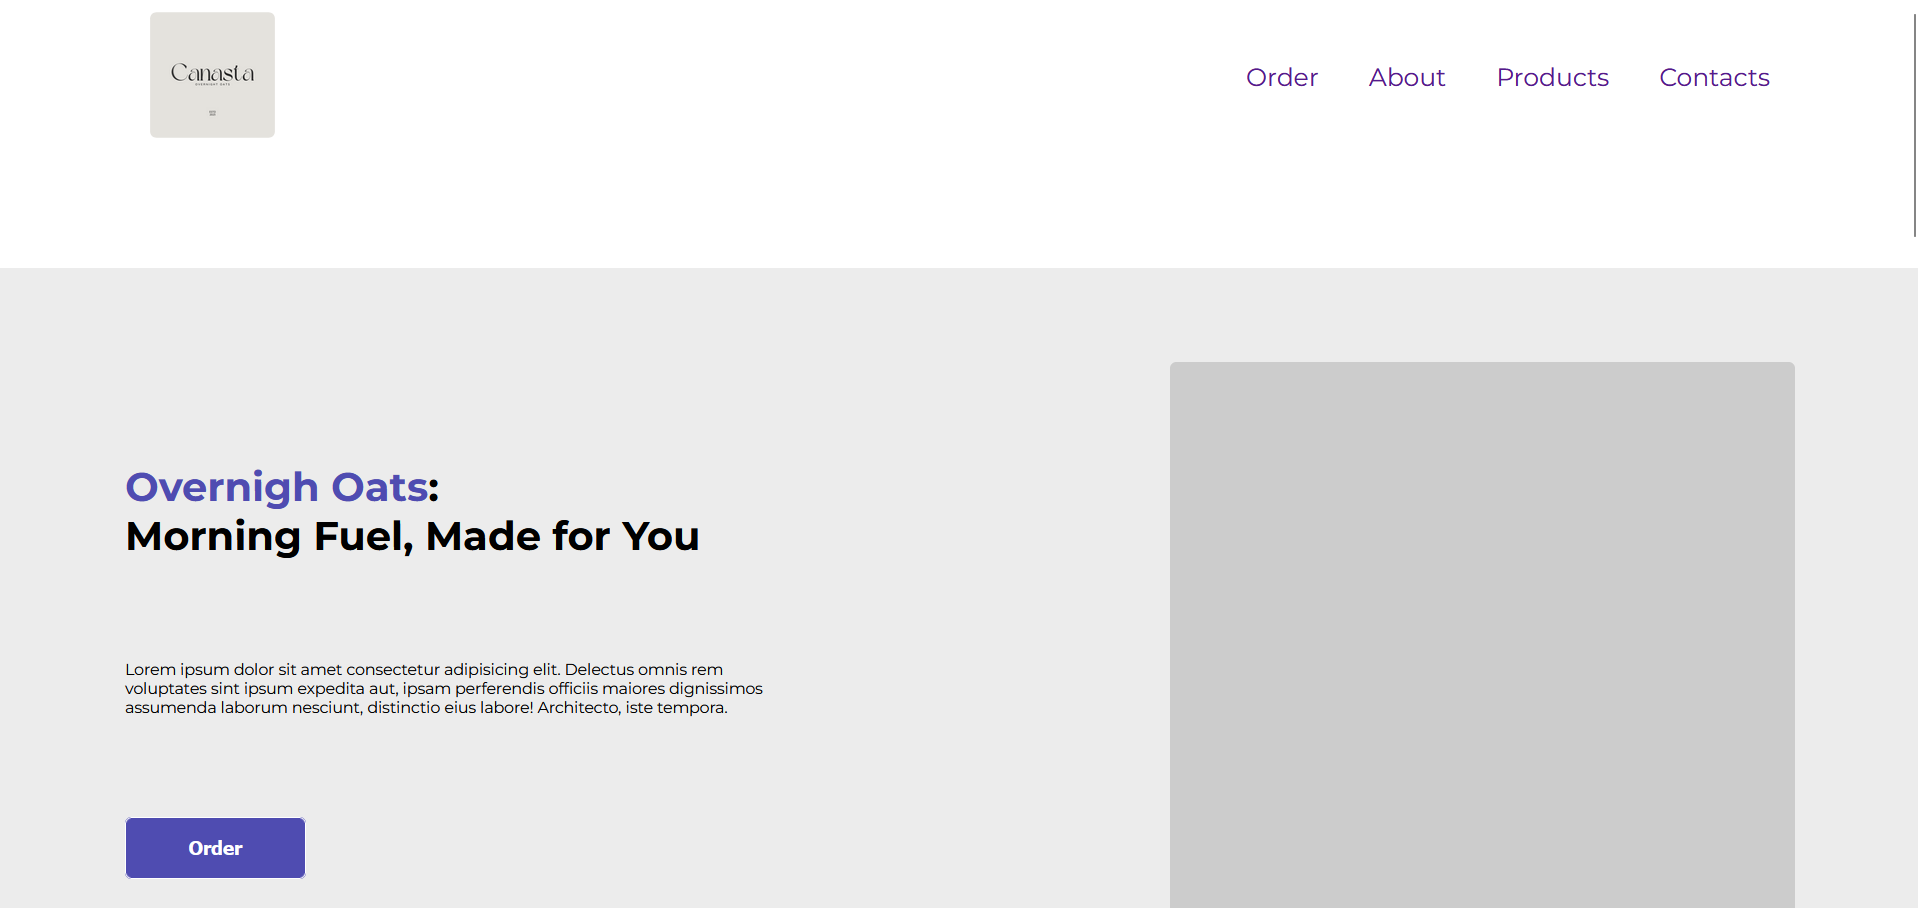 Canasta
OVERNIGHT OATS
Order
About
Products
Contacts
Overnigh Oats:
Morning Fuel, Made for You
Lorem ipsum dolor sit amet consectetur adipisicing elit. Delectus omnis rem
voluptates sint ipsum expedita aut, ipsam perferendis officiis maiores dignissimos
assumenda laborum nesciunt, distinctio eius labore! Architecto, iste tempora.
Order